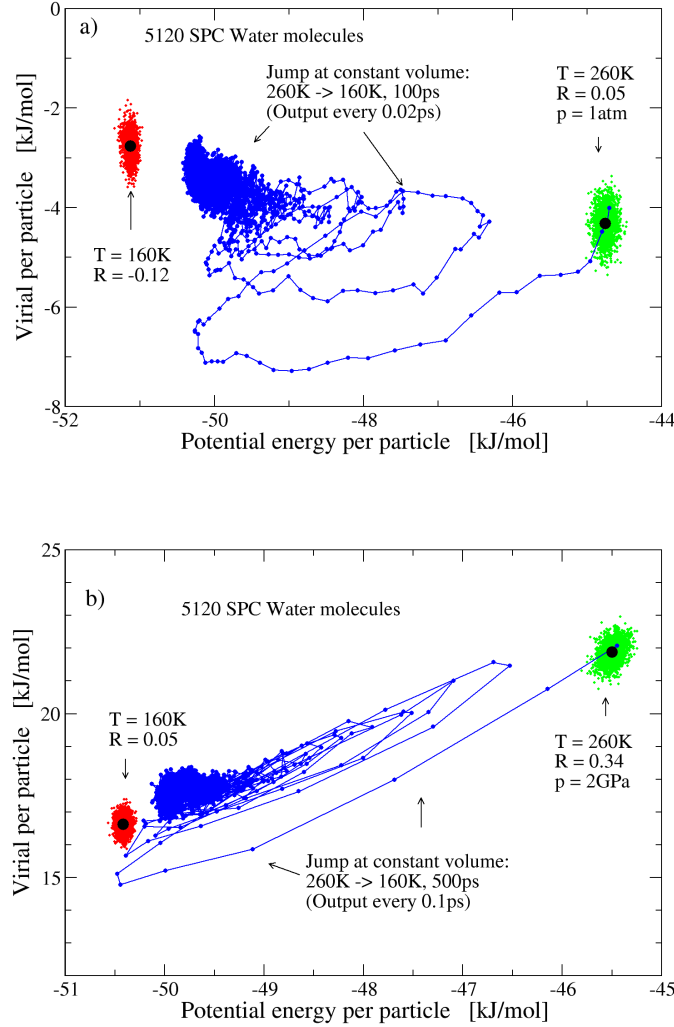 a)
5120 SPC Water molecules
Jump at constant volume:
260K -> 160K, 100ps
(Output every 0.02ps)
T = 260K
R = 0.05
p = 1atm
T = 160K
R = -0.12
0
-2
-4
-6
-8
Virial per particle [kJ/mol]
-52
-50
-48
-46
-44
Potential energy per particle [kJ/mol]
b)
5120 SPC Water molecules
T = 160K
R = 0.05
T = 260K
R = 0.34
p = 2GPa
Jump at constant volume:
260K -> 160K, 500ps
(Output every 0.1ps)
25
20
15
Virial per particle [kJ/mol]
-51
-50
-49
-48
-47
-46
-45
Potential energy per particle [kJ/mol]